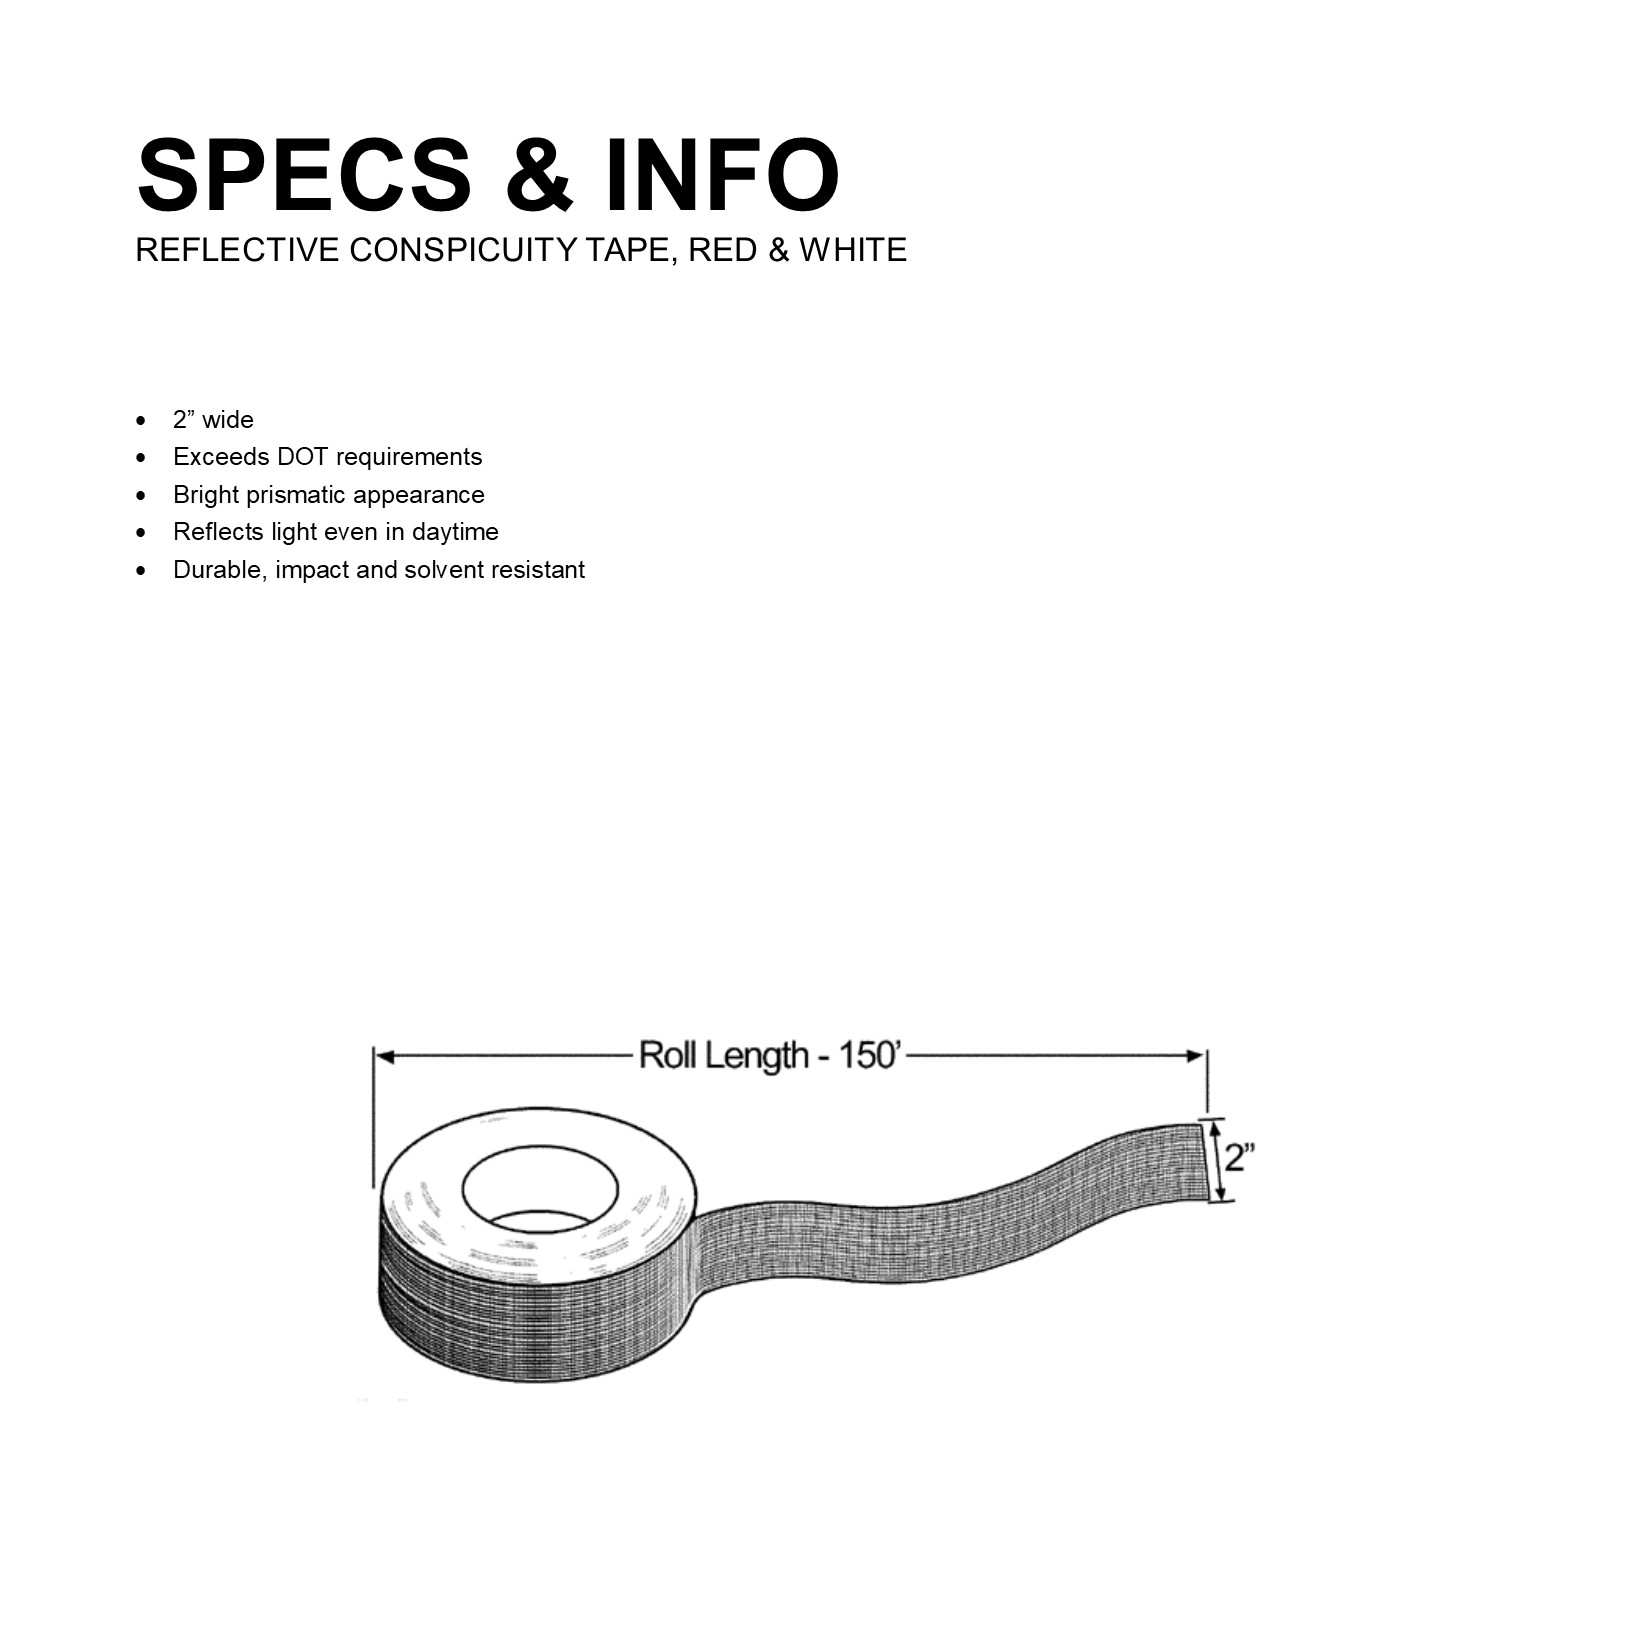 SPECS & INFO
REFLECTIVE CONSPICUITY TAPE, RED & WHITE
• 2” wide
• Exceeds DOT requirements
• Bright prismatic appearance
• Reflects light even in daytime
• Durable, impact and solvent resistant
Roll Length - 150’
2”